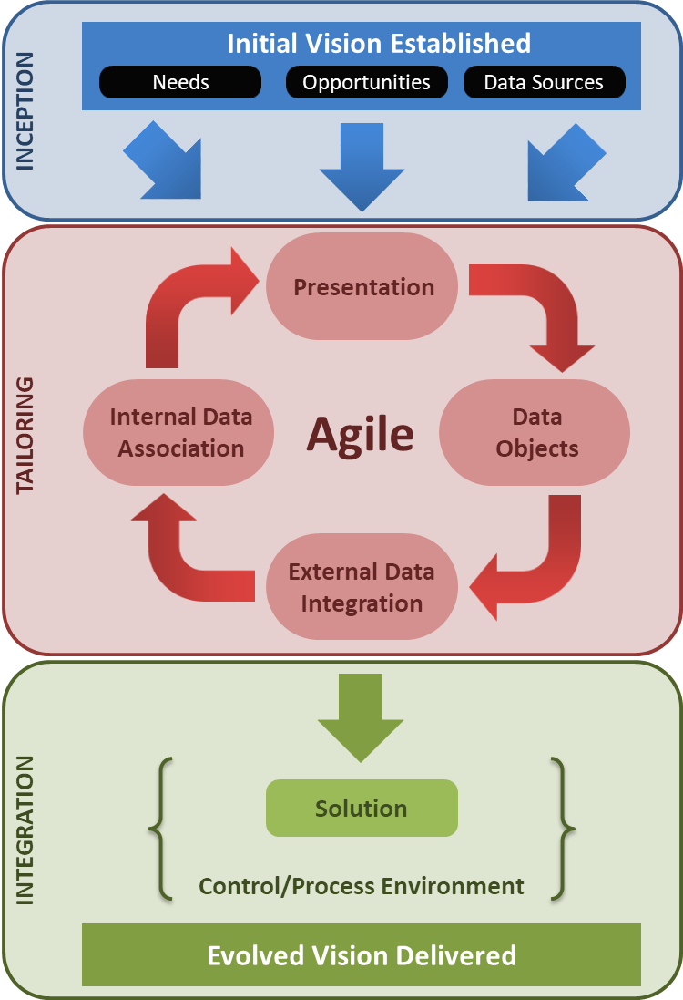 INCEPTION
Initial Vision Established
Needs
Opportunities
Data Sources
TAILORING
Presentation
Internal Data
Association
Agile
Data
Objects
External Data
Integration
INTEGRATION
Solution
Control/Process Environment
Evolved Vision Delivered